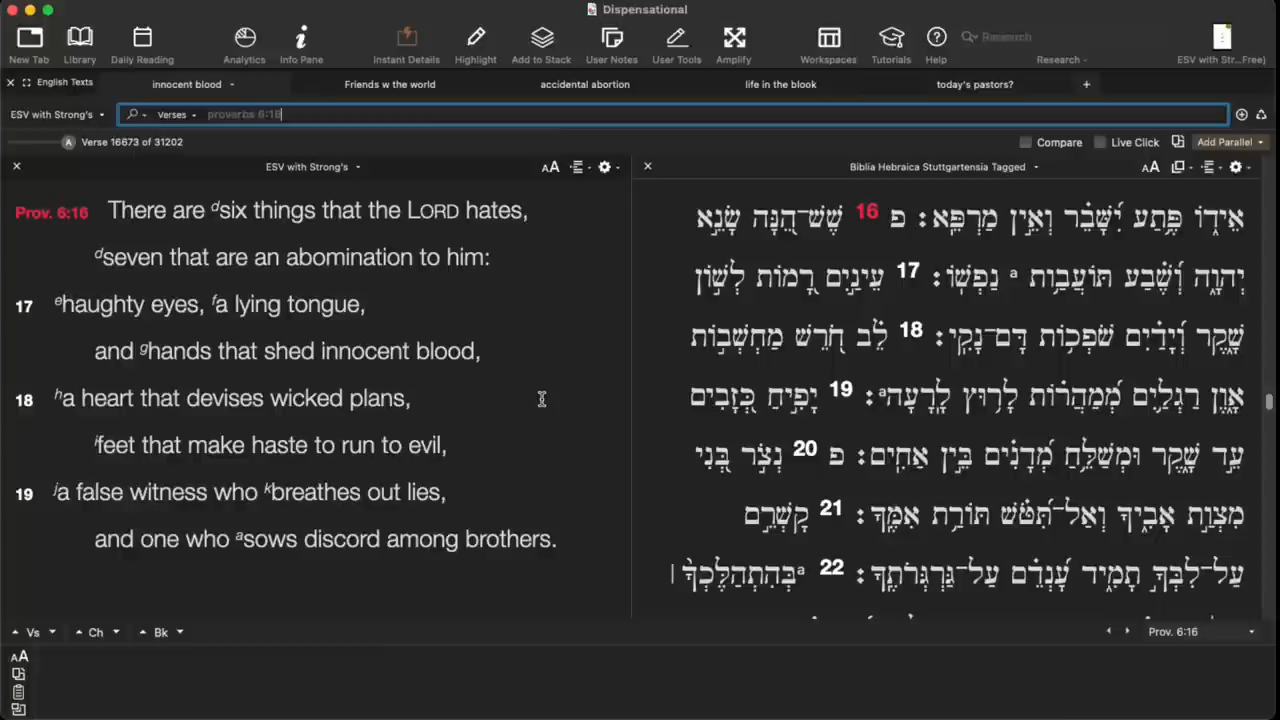 Dispensational
New Tab Library Daily Reading Analytics Info Pane Instant Details Highlight Add to Stack User Notes User Tools Amplify Workspaces Tutorials Help Research Research ESV with Str...Free)
English Texts innocent blood Friends w the world accidental abortion life in the blook today's pastors? +
ESV with Strong's Verses proverbs 6:16
A Verse 16673 of 31202 Compare Live Click Add Parallel
ESV with Strong's AA
Prov. 6:16 There are dsix things that the LORD hates,
dseven that are an abomination to him:
17 ehaughty eyes, fa lying tongue,
and ghands that shed innocent blood,
18 ha heart that devises wicked plans,
ifeet that make haste to run to evil,
19 ja false witness who kbreathes out lies,
and one who asows discord among brothers.
Vs Ch Bk
Biblia Hebraica Stuttgartensia Tagged AA
אֵיד֑וֹ פֶּ֥תַע יִ֝שָּׁבֵ֗ר וְאֵ֣ין מַרְפֵּֽא׃ פ 16 שֶׁשׁ־הֵ֭נָּה שָׂנֵ֣א
יְהוָ֑ה וְ֝שֶׁ֗בַע תּוֹעֲב֥וֹת a נַפְשֽׁוֹ׃ 17 עֵינַ֣יִם רָ֭מוֹת לְשׁ֣וֹן
שָׁ֑קֶר וְ֝יָדַ֗יִם שֹׁפְכ֥וֹת דָּם־נָקִֽי׃ 18 לֵ֗ב חֹ֭רֵשׁ מַחְשְׁב֣וֹת
אָ֑וֶן רַגְלַ֥יִם מְ֝מַהֲר֗וֹת לָר֥וּץ לָֽרָעָֽהa׃ 19 יָפִ֣יחַ כְּ֭זָבִים
עֵ֣ד שָׁ֑קֶר וּמְשַׁלֵּ֥חַ מְ֝דָנִ֗ים בֵּ֣ין אַחִֽים׃ פ 20 נְצֹ֣ר בְּ֭נִי
מִצְוַ֣ת אָבִ֑יךָ וְאַל־תִּ֝טֹּ֗שׁ תּוֹרַ֥ת אִמֶּֽךָ׃ 21 קָשְׁרֵ֣ם
עַל־לִבְּךָ֣ תָמִ֑יד עָ֝נְדֵ֗ם עַל־גַּרְגְּרֹתֶֽךָ׃ 22 aבְּהִתְהַלֶּכְךָ֨ ׀
Prov. 6:16
AA